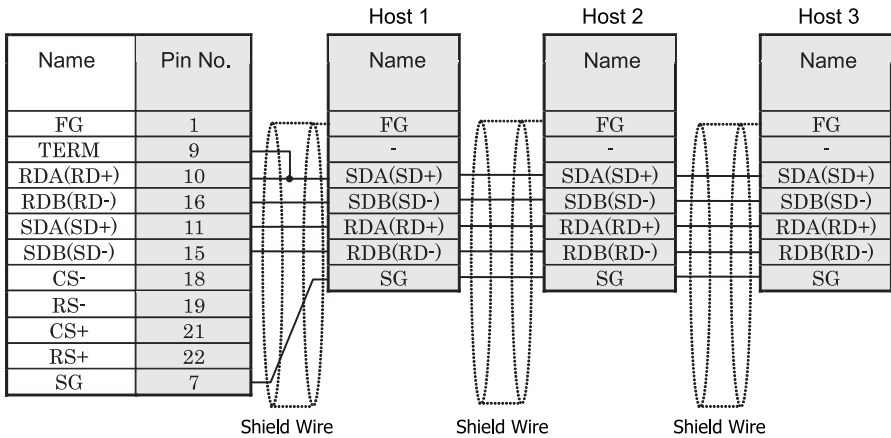 Host 1 Host 2 Host 3
Name Pin No. Name Name Name
FG 1 FG FG FG
TERM 9 - - -
RDA(RD+) 10 SDA(SD+) SDA(SD+) SDA(SD+)
RDB(RD-) 16 SDB(SD-) SDB(SD-) SDB(SD-)
SDA(SD+) 11 RDA(RD+) RDA(RD+) RDA(RD+)
SDB(SD-) 15 RDB(RD-) RDB(RD-) RDB(RD-)
CS- 18 SG SG SG
RS- 19
CS+ 21
RS+ 22
SG 7
Shield Wire Shield Wire Shield Wire